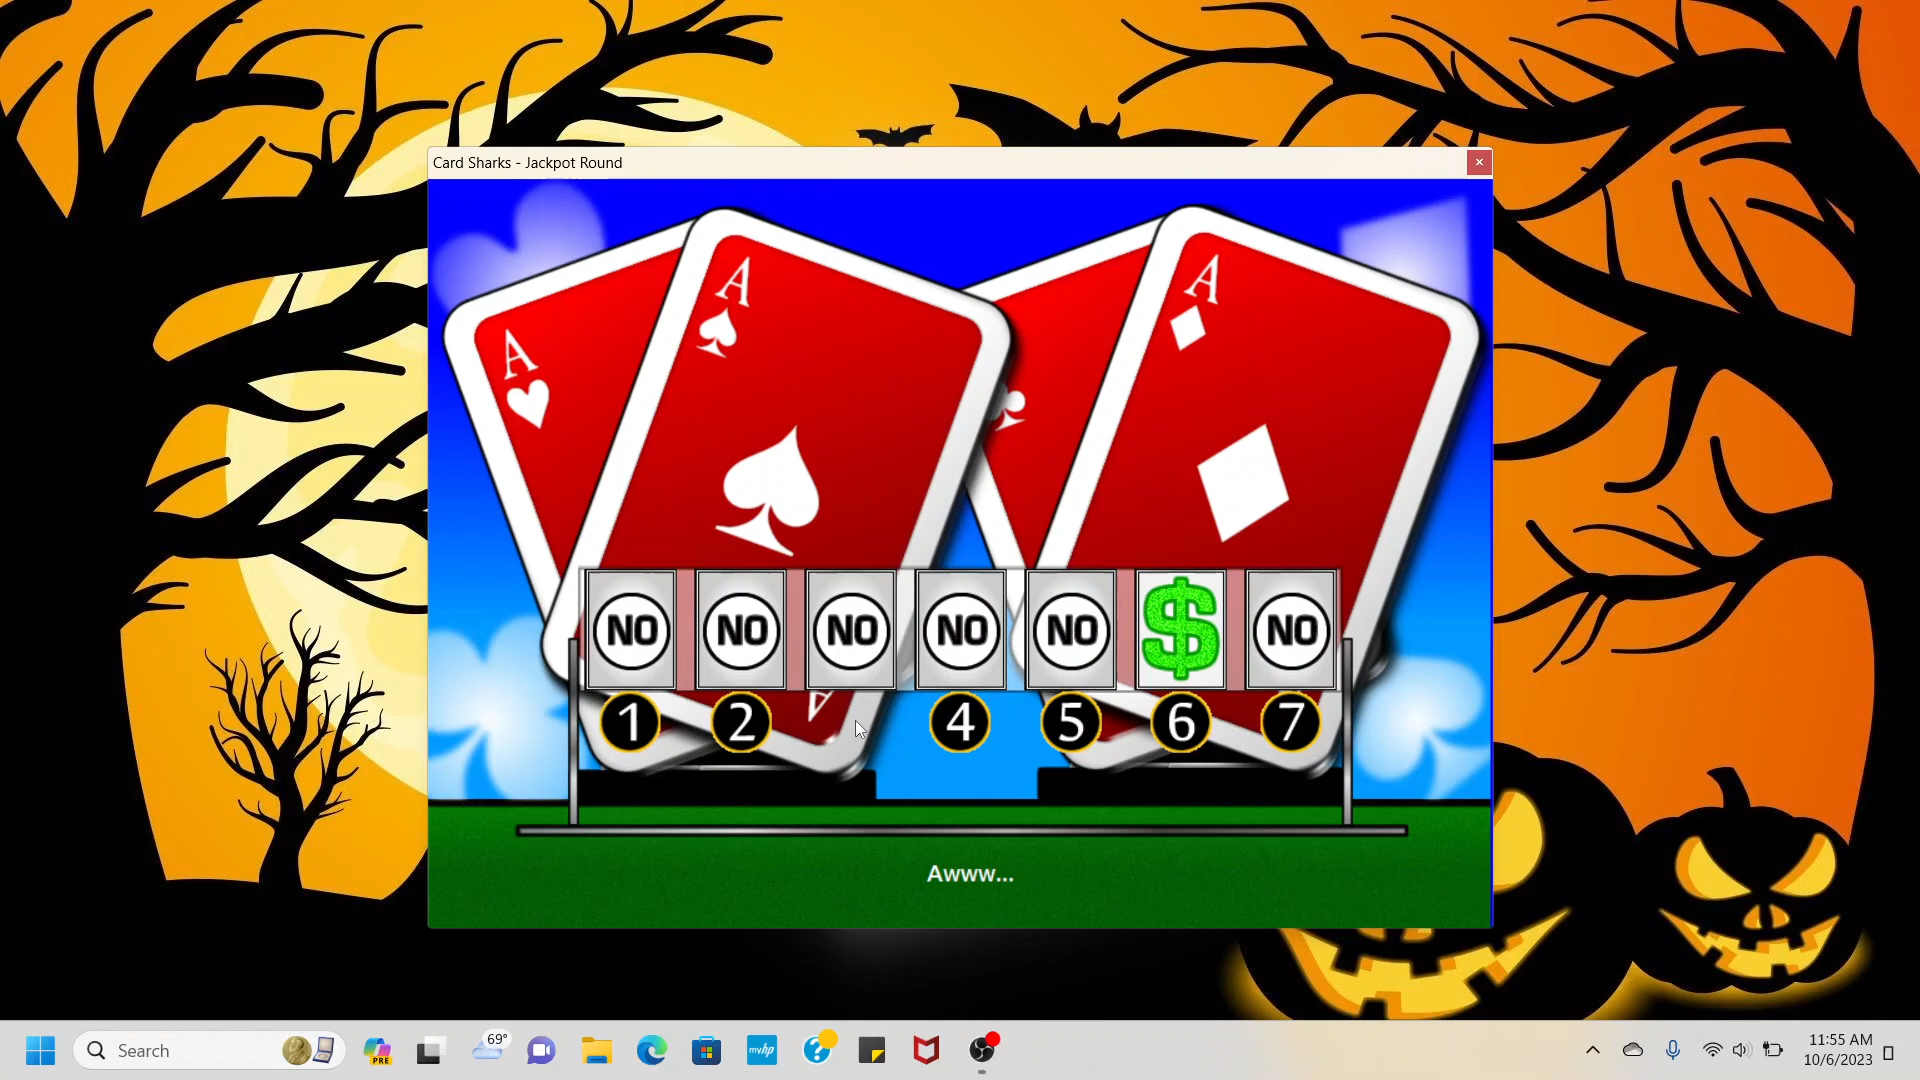 Card Sharks - Jackpot Round
A
A
A
A
NO NO NO NO NO $ NO
1 2 4 5 6 7
Awww...
Search
PRE
69°
myhp
?
11:55 AM
10/6/2023